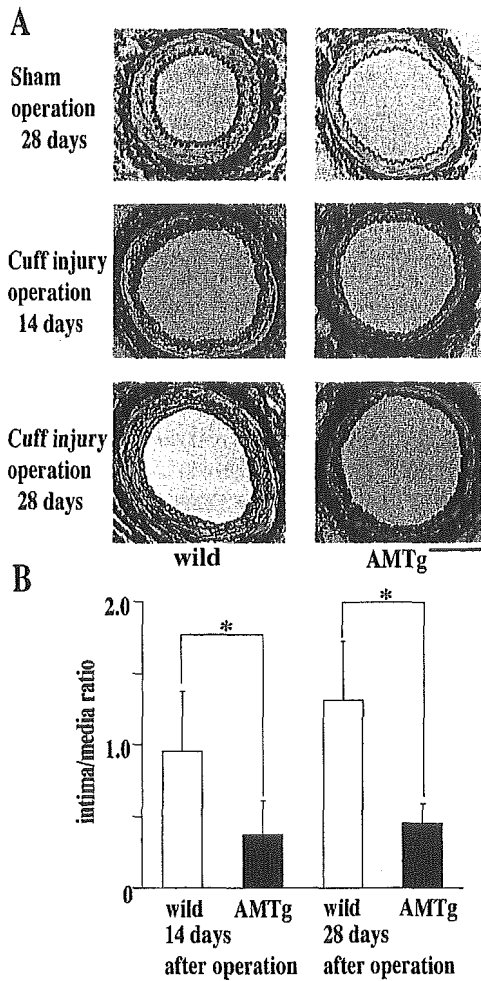 A
Sham
operation
28 days
Cuff injury
operation
14 days
Cuff injury
operation
28 days
wild AMTg
B
intima/media ratio
2.0
1.0
0
*
*
wild AMTg wild AMTg
14 days 28 days
after operation after operation